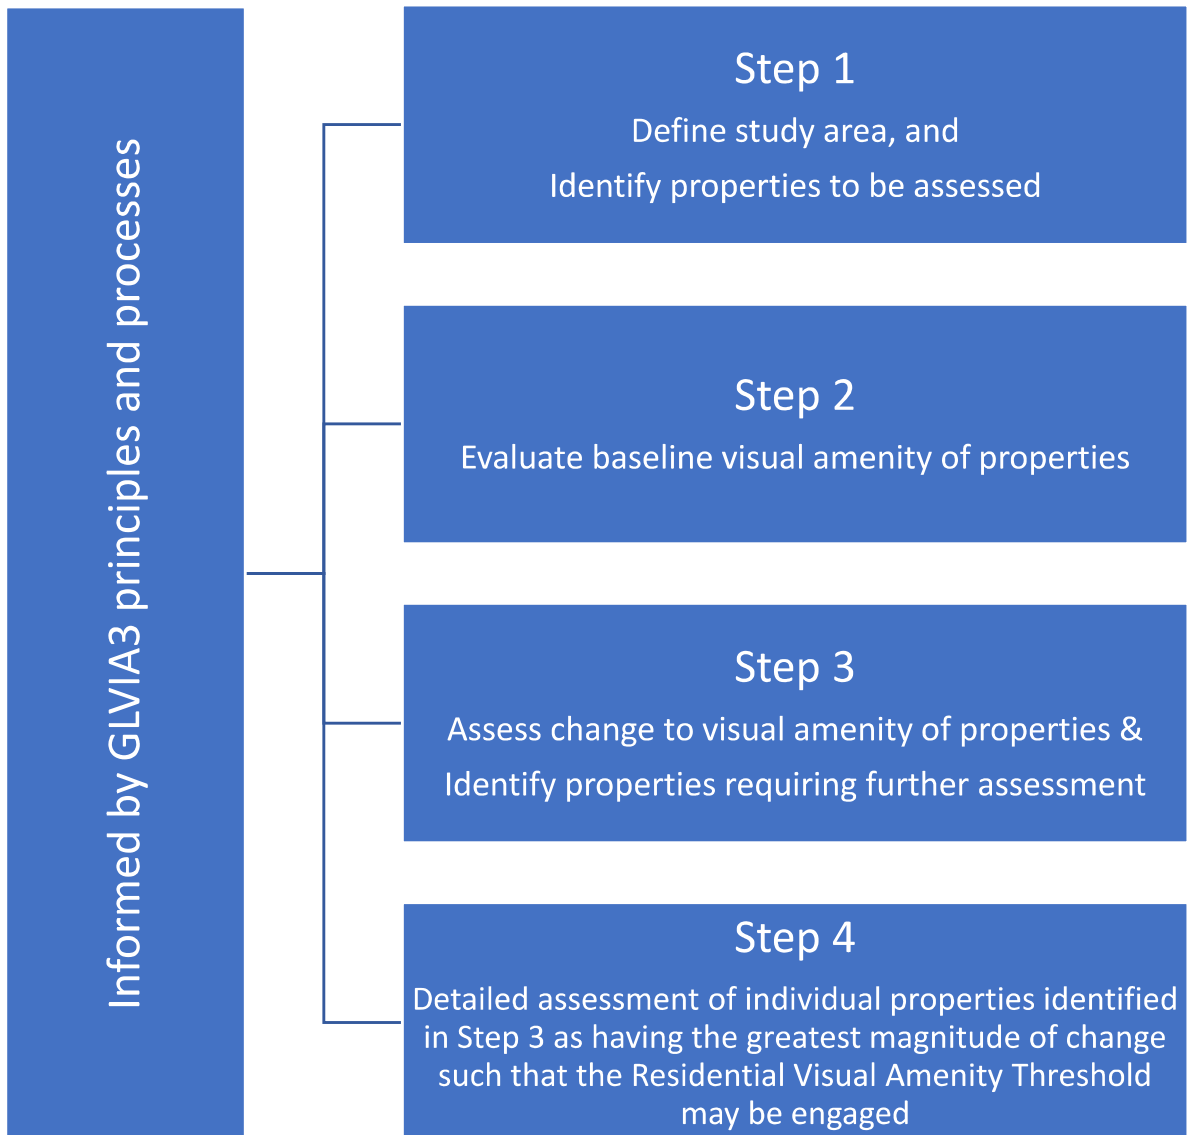 Informed by GLVIA3 principles and processes
Step 1
Define study area, and
Identify properties to be assessed
Step 2
Evaluate baseline visual amenity of properties
Step 3
Assess change to visual amenity of properties &
Identify properties requiring further assessment
Step 4
Detailed assessment of individual properties identified
in Step 3 as having the greatest magnitude of change
such that the Residential Visual Amenity Threshold
may be engaged